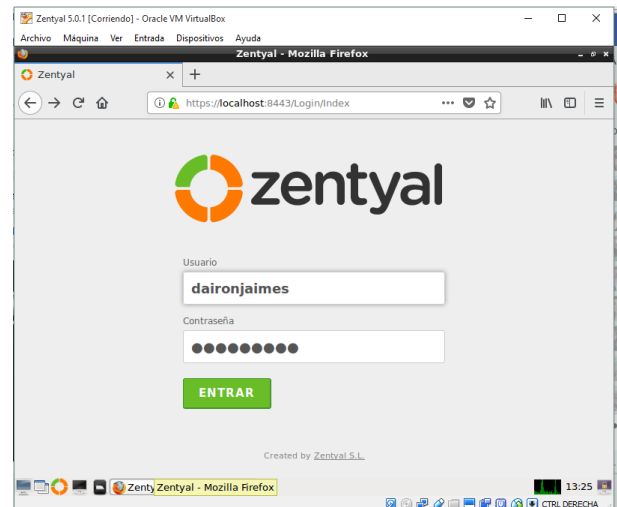 Zentyal 5.0.1 [Corriendo] - Oracle VM VirtualBox
Archivo Máquina Ver Entrada Dispositivos Ayuda
Zentyal - Mozilla Firefox
Zentyal
https://localhost:8443/Login/Index
zentyal
Usuario
daironjaimes
Contraseña
●●●●●●●●●
ENTRAR
Created by Zentyal S.L.
Zenty Zentyal - Mozilla Firefox 13:25
CTRL DERECHA